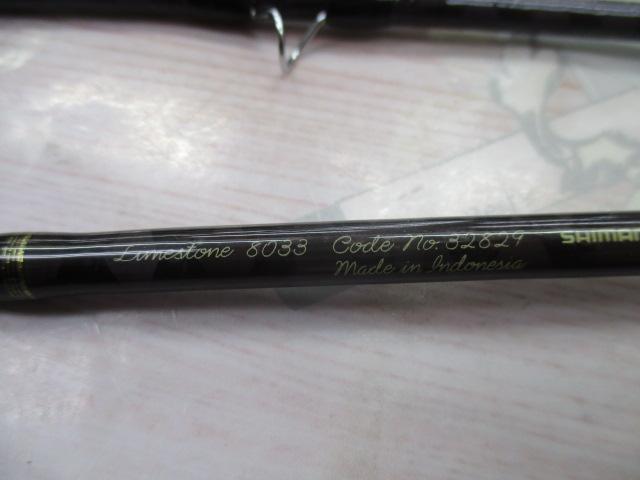 Limestone 8033 Code No. 32829 SHIMAN
Made in Indonesia